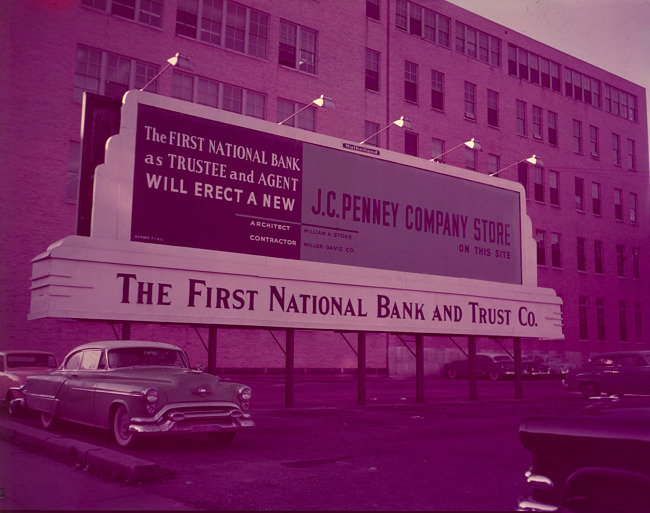 Mulholland
The FIRST NATIONAL BANK
as TRUSTEE and AGENT
WILL ERECT A NEW
ARCHITECT
CONTRACTOR
J.C. PENNEY COMPANY STORE
WILLIAM A. STONE
MILLER-DAVIS CO.
ON THIS SITE
THE FIRST NATIONAL BANK AND TRUST CO.